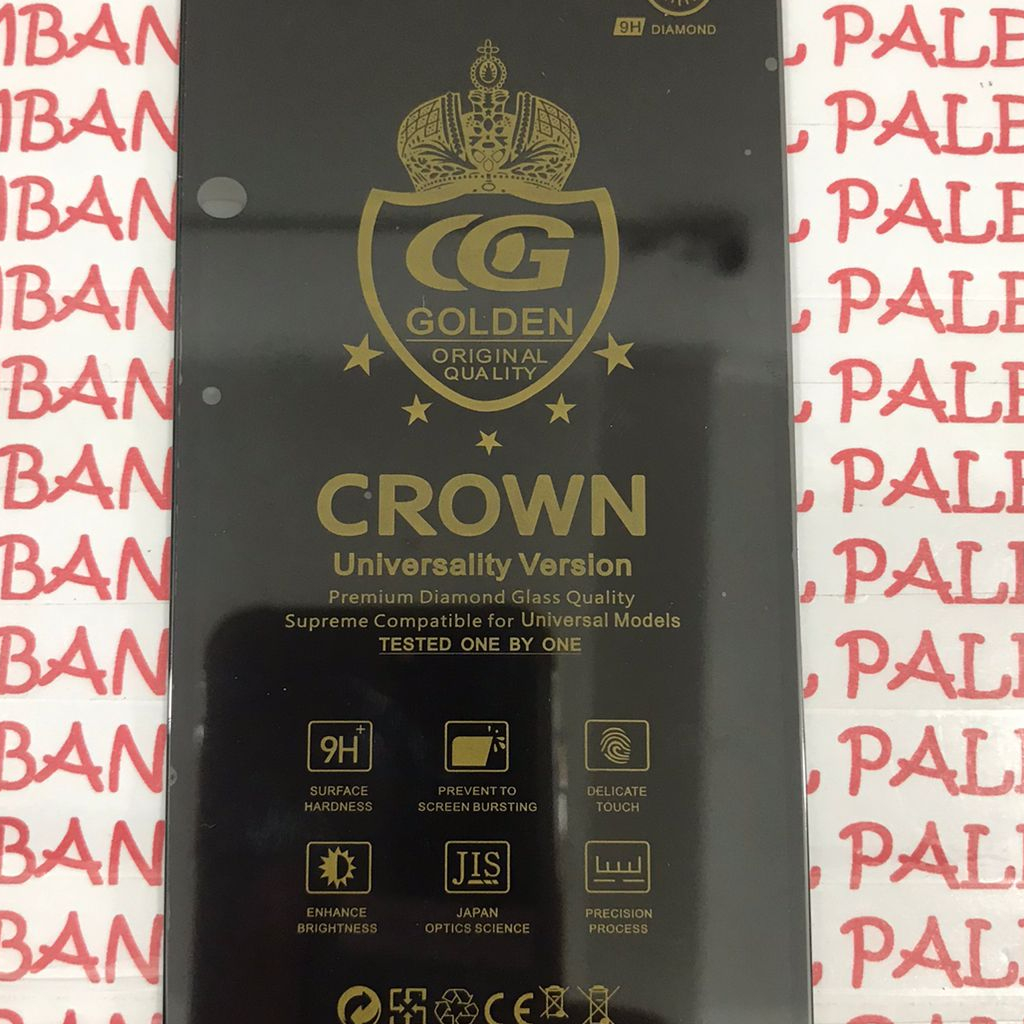 9H DIAMOND
CG
GOLDEN
ORIGINAL
QUALITY
CROWN
Universality Version
Premium Diamond Glass Quality
Supreme Compatible for Universal Models
TESTED ONE BY ONE
9H+
SURFACE
HARDNESS
PREVENT TO
SCREEN BURSTING
DELICATE
TOUCH
ENHANCE
BRIGHTNESS
JIS
JAPAN
OPTICS SCIENCE
PRECISION
PROCESS
CE